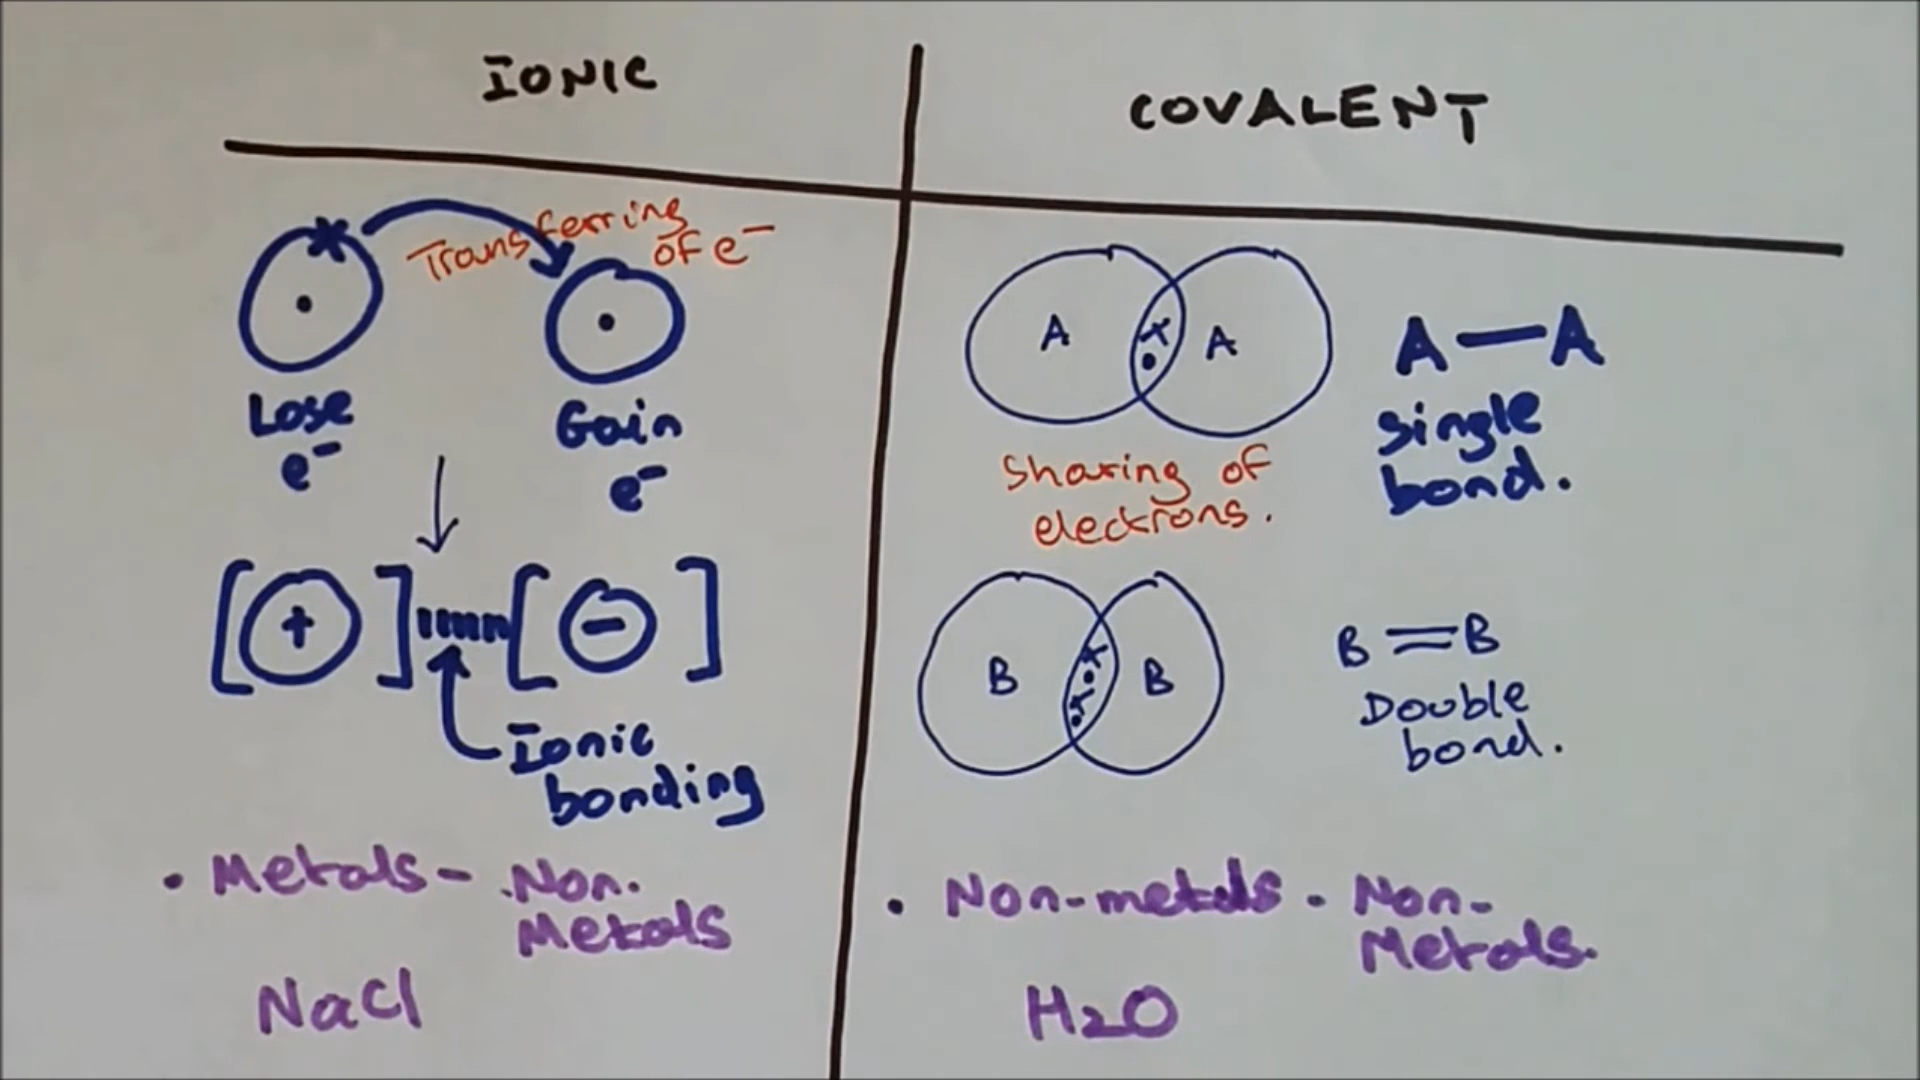 IONIC
COVALENT
Transferring
of e⁻
Lose
e⁻
Gain
e⁻
[+] [−]
Ionic
bonding
• Metals - Non-
Metals
NaCl
A A
A — A
single
bond.
Sharing of
electrons.
B B
B = B
Double
bond.
• Non-metals - Non-
Metals.
H₂O